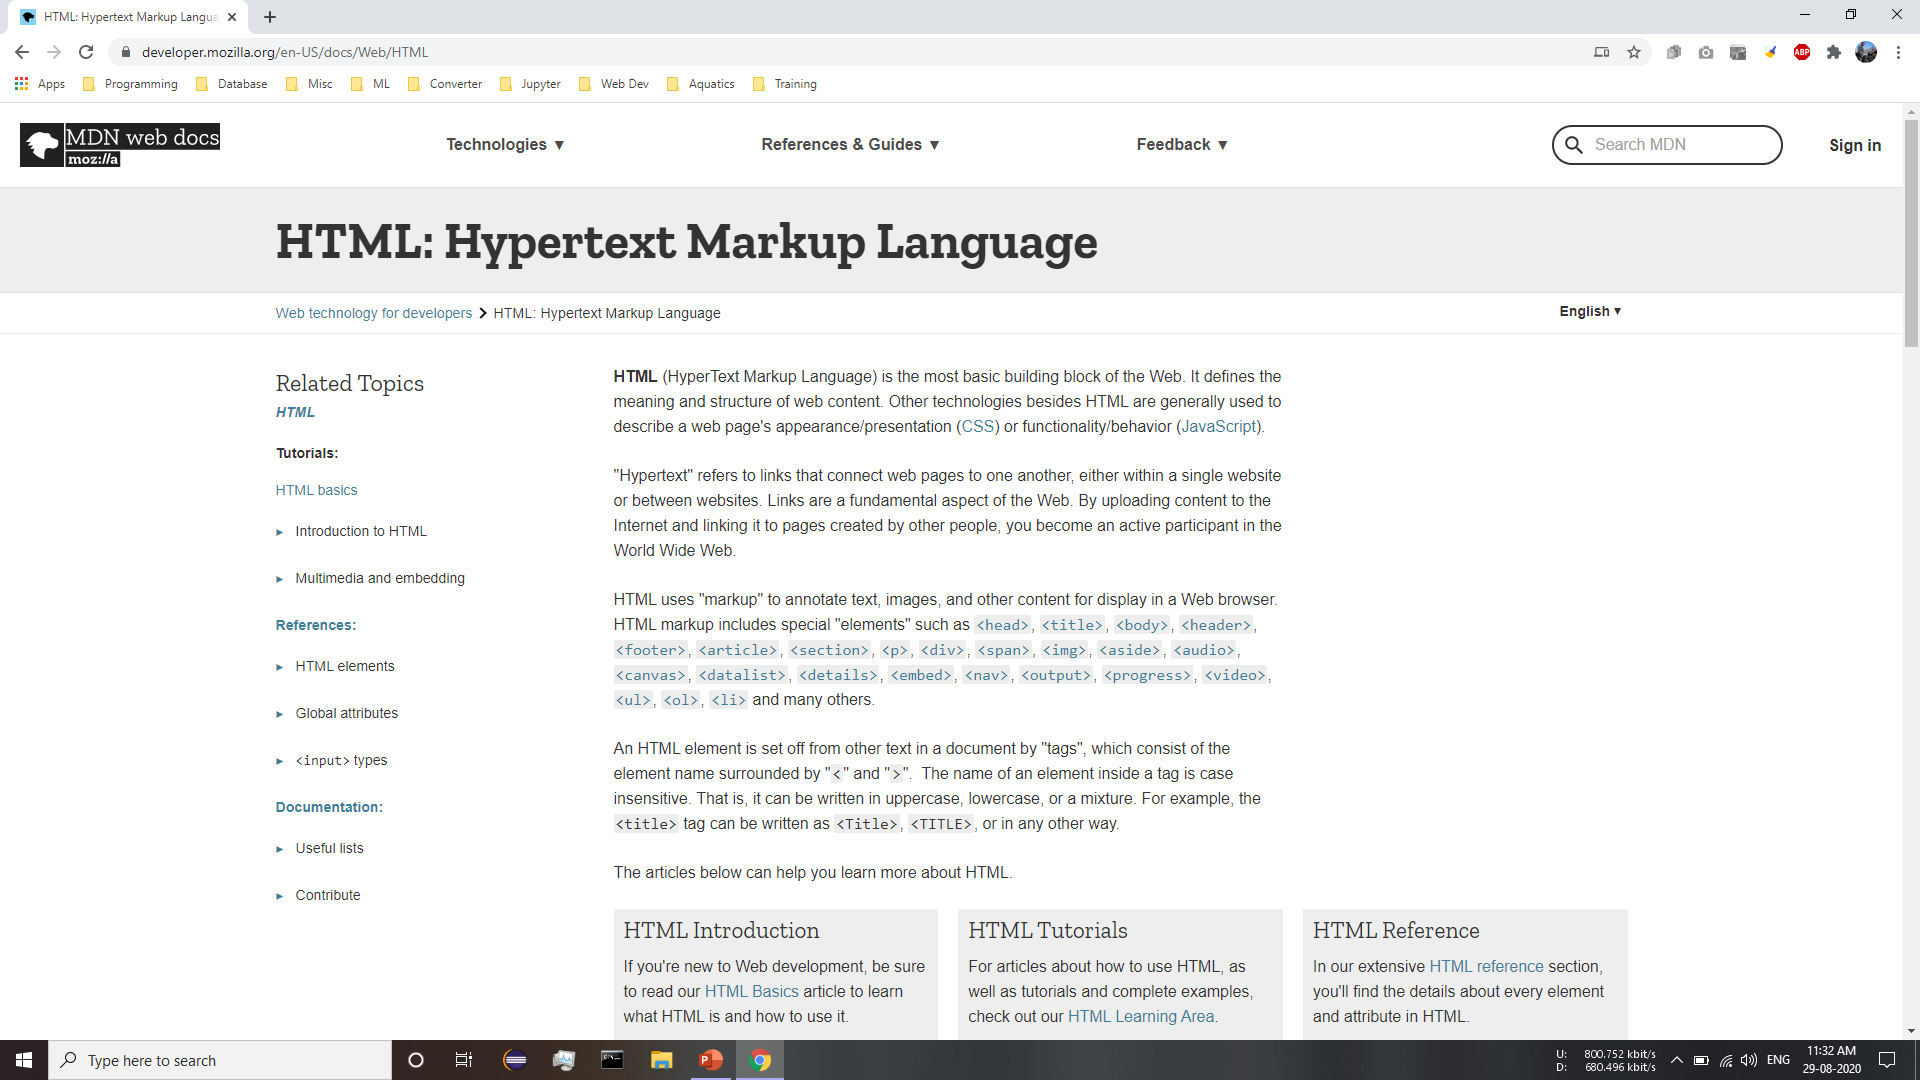 HTML: Hypertext Markup Langua
developer.mozilla.org/en-US/docs/Web/HTML
ABP
Apps Programming Database Misc ML Converter Jupyter Web Dev Aquatics Training
MDN web docs
moz://a
Technologies ▼ References & Guides ▼ Feedback ▼ Search MDN Sign in
HTML: Hypertext Markup Language
Web technology for developers HTML: Hypertext Markup Language English ▼
Related Topics
HTML
Tutorials:
HTML basics
Introduction to HTML
Multimedia and embedding
References:
HTML elements
Global attributes
<input> types
Documentation:
Useful lists
Contribute
HTML (HyperText Markup Language) is the most basic building block of the Web. It defines the
meaning and structure of web content. Other technologies besides HTML are generally used to
describe a web page's appearance/presentation (CSS) or functionality/behavior (JavaScript).
"Hypertext" refers to links that connect web pages to one another, either within a single website
or between websites. Links are a fundamental aspect of the Web. By uploading content to the
Internet and linking it to pages created by other people, you become an active participant in the
World Wide Web.
HTML uses "markup" to annotate text, images, and other content for display in a Web browser.
HTML markup includes special "elements" such as <head>, <title>, <body>, <header>,
<footer>, <article>, <section>, <p>, <div>, <span>, <img>, <aside>, <audio>,
<canvas>, <datalist>, <details>, <embed>, <nav>, <output>, <progress>, <video>,
<ul>, <ol>, <li> and many others.
An HTML element is set off from other text in a document by "tags", which consist of the
element name surrounded by "<" and ">". The name of an element inside a tag is case
insensitive. That is, it can be written in uppercase, lowercase, or a mixture. For example, the
<title> tag can be written as <Title>, <TITLE>, or in any other way.
The articles below can help you learn more about HTML.
HTML Introduction
If you're new to Web development, be sure
to read our HTML Basics article to learn
what HTML is and how to use it.
HTML Tutorials
For articles about how to use HTML, as
well as tutorials and complete examples,
check out our HTML Learning Area.
HTML Reference
In our extensive HTML reference section,
you'll find the details about every element
and attribute in HTML.
Type here to search
U: 800.752 kbit/s
D: 680.496 kbit/s
ENG
11:32 AM
29-08-2020